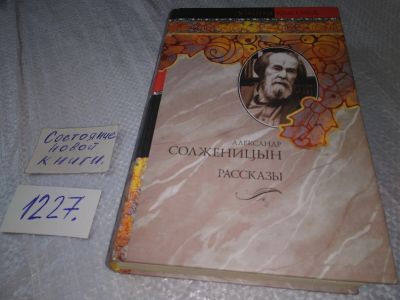 АЛЕКСАНДР
СОЛЖЕНИЦЫН
РАССКАЗЫ
Состояние
новой
книги.
1227.